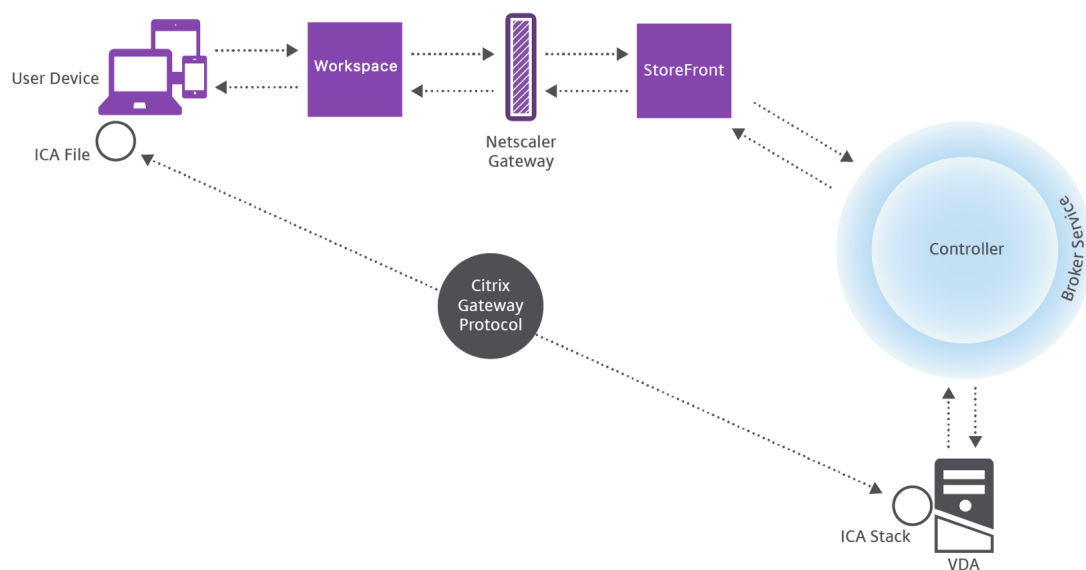 User Device
Workspace
StoreFront
Netscaler
Gateway
ICA File
Controller
Broker Service
Citrix
Gateway
Protocol
ICA Stack
VDA